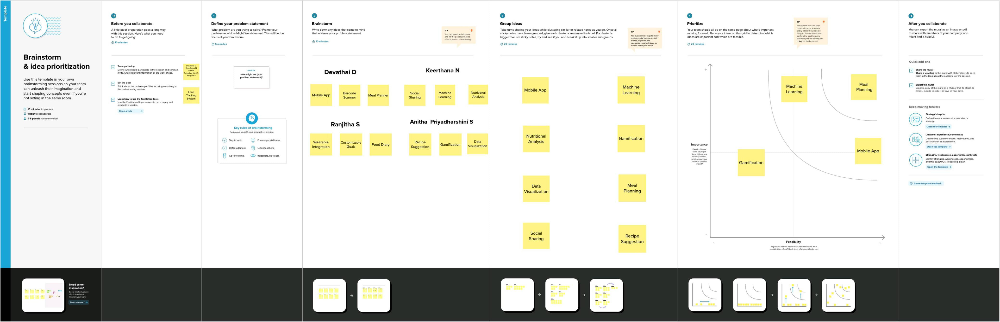 Template
Brainstorm
& idea prioritization
Use this template in your own
brainstorming sessions so your team
can unleash their imagination and
start shaping concepts even if you're
not sitting in the same room.
10 minutes to prepare
1 hour to collaborate
2-8 people recommended
Need some
inspiration?
See a finished version
of this template to
kickstart your work.
Open example
Before you collaborate
A little bit of preparation goes a long way
with this session. Here's what you need
to do to get going.
10 minutes
A
Team gathering
Define who should participate in the session and send an
invite. Share relevant information or pre-work ahead.
B
Set the goal
Think about the problem you'll be focusing on solving in
the brainstorming session.
C
Learn how to use the facilitation tools
Use the Facilitation Superpowers to run a happy and
productive session.
Open article
Devathai D
Keerthana N
Anitha
Priyadharshini S
Ranjitha S
Food
Tracking
System
1
Define your problem statement
What problem are you trying to solve? Frame your
problem as a How Might We statement. This will be the
focus of your brainstorm.
5 minutes
PROBLEM
How might we [your
problem statement]?
Key rules of brainstorming
To run an smooth and productive session
Stay in topic.
Encourage wild ideas.
Defer judgment.
Listen to others.
Go for volume.
If possible, be visual.
2
Brainstorm
Write down any ideas that come to mind
that address your problem statement.
10 minutes
TIP
You can select a sticky note
and hit the pencil [switch to
sketch] icon to start drawing!
Devathai D
Keerthana N
Mobile App
Barcode
Scanner
Meal Planner
Social
Sharing
Machine
Learning
Nutritional
Analysis
Ranjitha S
Anitha Priyadharshini S
Wearable
Integration
Customizable
Goals
Food Diary
Recipe
Suggestion
Gamification
Data
Visualization
3
Group ideas
Take turns sharing your ideas while clustering similar or related notes as you go. Once all
sticky notes have been grouped, give each cluster a sentence-like label. If a cluster is
bigger than six sticky notes, try and see if you and break it up into smaller sub-groups.
20 minutes
TIP
Add customizable tags to sticky
notes to make it easier to find,
browse, organize, and
categorize important ideas as
themes within your mural.
Mobile App
Machine
Learning
Nutritional
Analysis
Gamification
Data
Visualization
Meal
Planning
Social
Sharing
Recipe
Suggestion
4
Prioritize
Your team should all be on the same page about what's important
moving forward. Place your ideas on this grid to determine which
ideas are important and which are feasible.
20 minutes
TIP
Participants can use their
cursors to point at where
sticky notes should go on
the grid. The facilitator can
confirm the spot by using
the laser pointer holding the
H key on the keyboard.
+
Machine
Learning
Meal
Planning
Mobile App
Gamification
Importance
If each of these
tasks could get
done without any
difficulty or cost,
which would have
the most positive
impact?
-
-
+
Feasibility
Regardless of their importance, which tasks are more
feasible than others? (Cost, time, effort, complexity, etc.)
After you collaborate
You can export the mural as an image or pdf
to share with members of your company who
might find it helpful.
Quick add-ons
A
Share the mural
Share a view link to the mural with stakeholders to keep
them in the loop about the outcomes of the session.
B
Export the mural
Export a copy of the mural as a PNG or PDF to attach to
emails, include in slides, or save in your drive.
Keep moving forward
Strategy blueprint
Define the components of a new idea or
strategy.
Open the template
Customer experience journey map
Understand customer needs, motivations, and
obstacles for an experience.
Open the template
Strengths, weaknesses, opportunities & threats
Identify strengths, weaknesses, opportunities,
and threats (SWOT) to develop a plan.
Open the template
Share template feedback